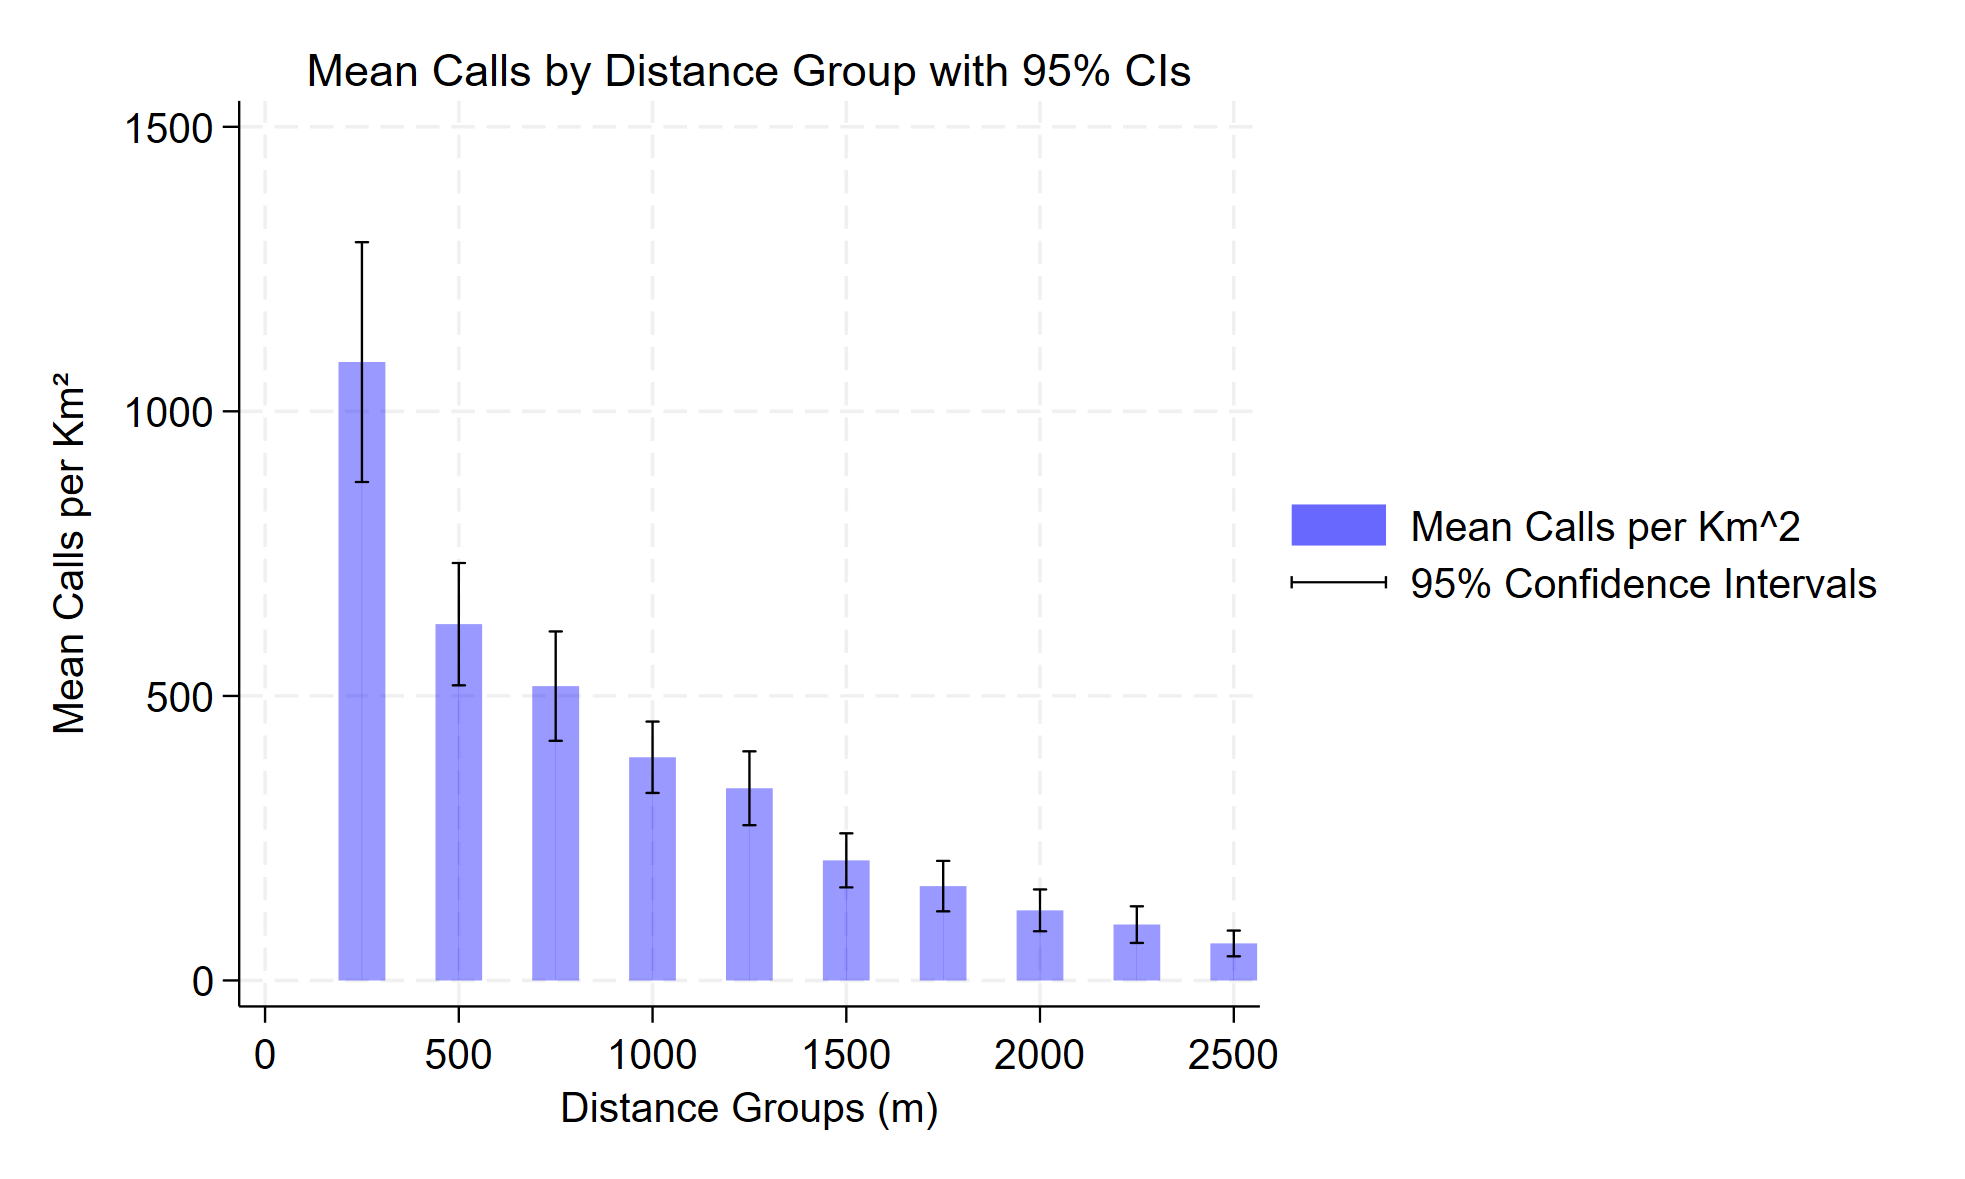 Mean Calls by Distance Group with 95% CIs
Mean Calls per Km²
1500
1000
500
0
0 500 1000 1500 2000 2500
Distance Groups (m)
Mean Calls per Km^2
95% Confidence Intervals